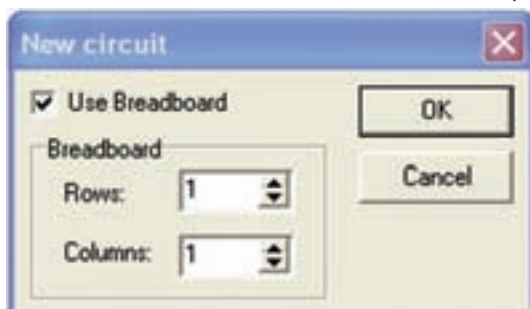 New circuit
Use Breadboard
OK
Breadboard
Rows: 1
Cancel
Columns: 1